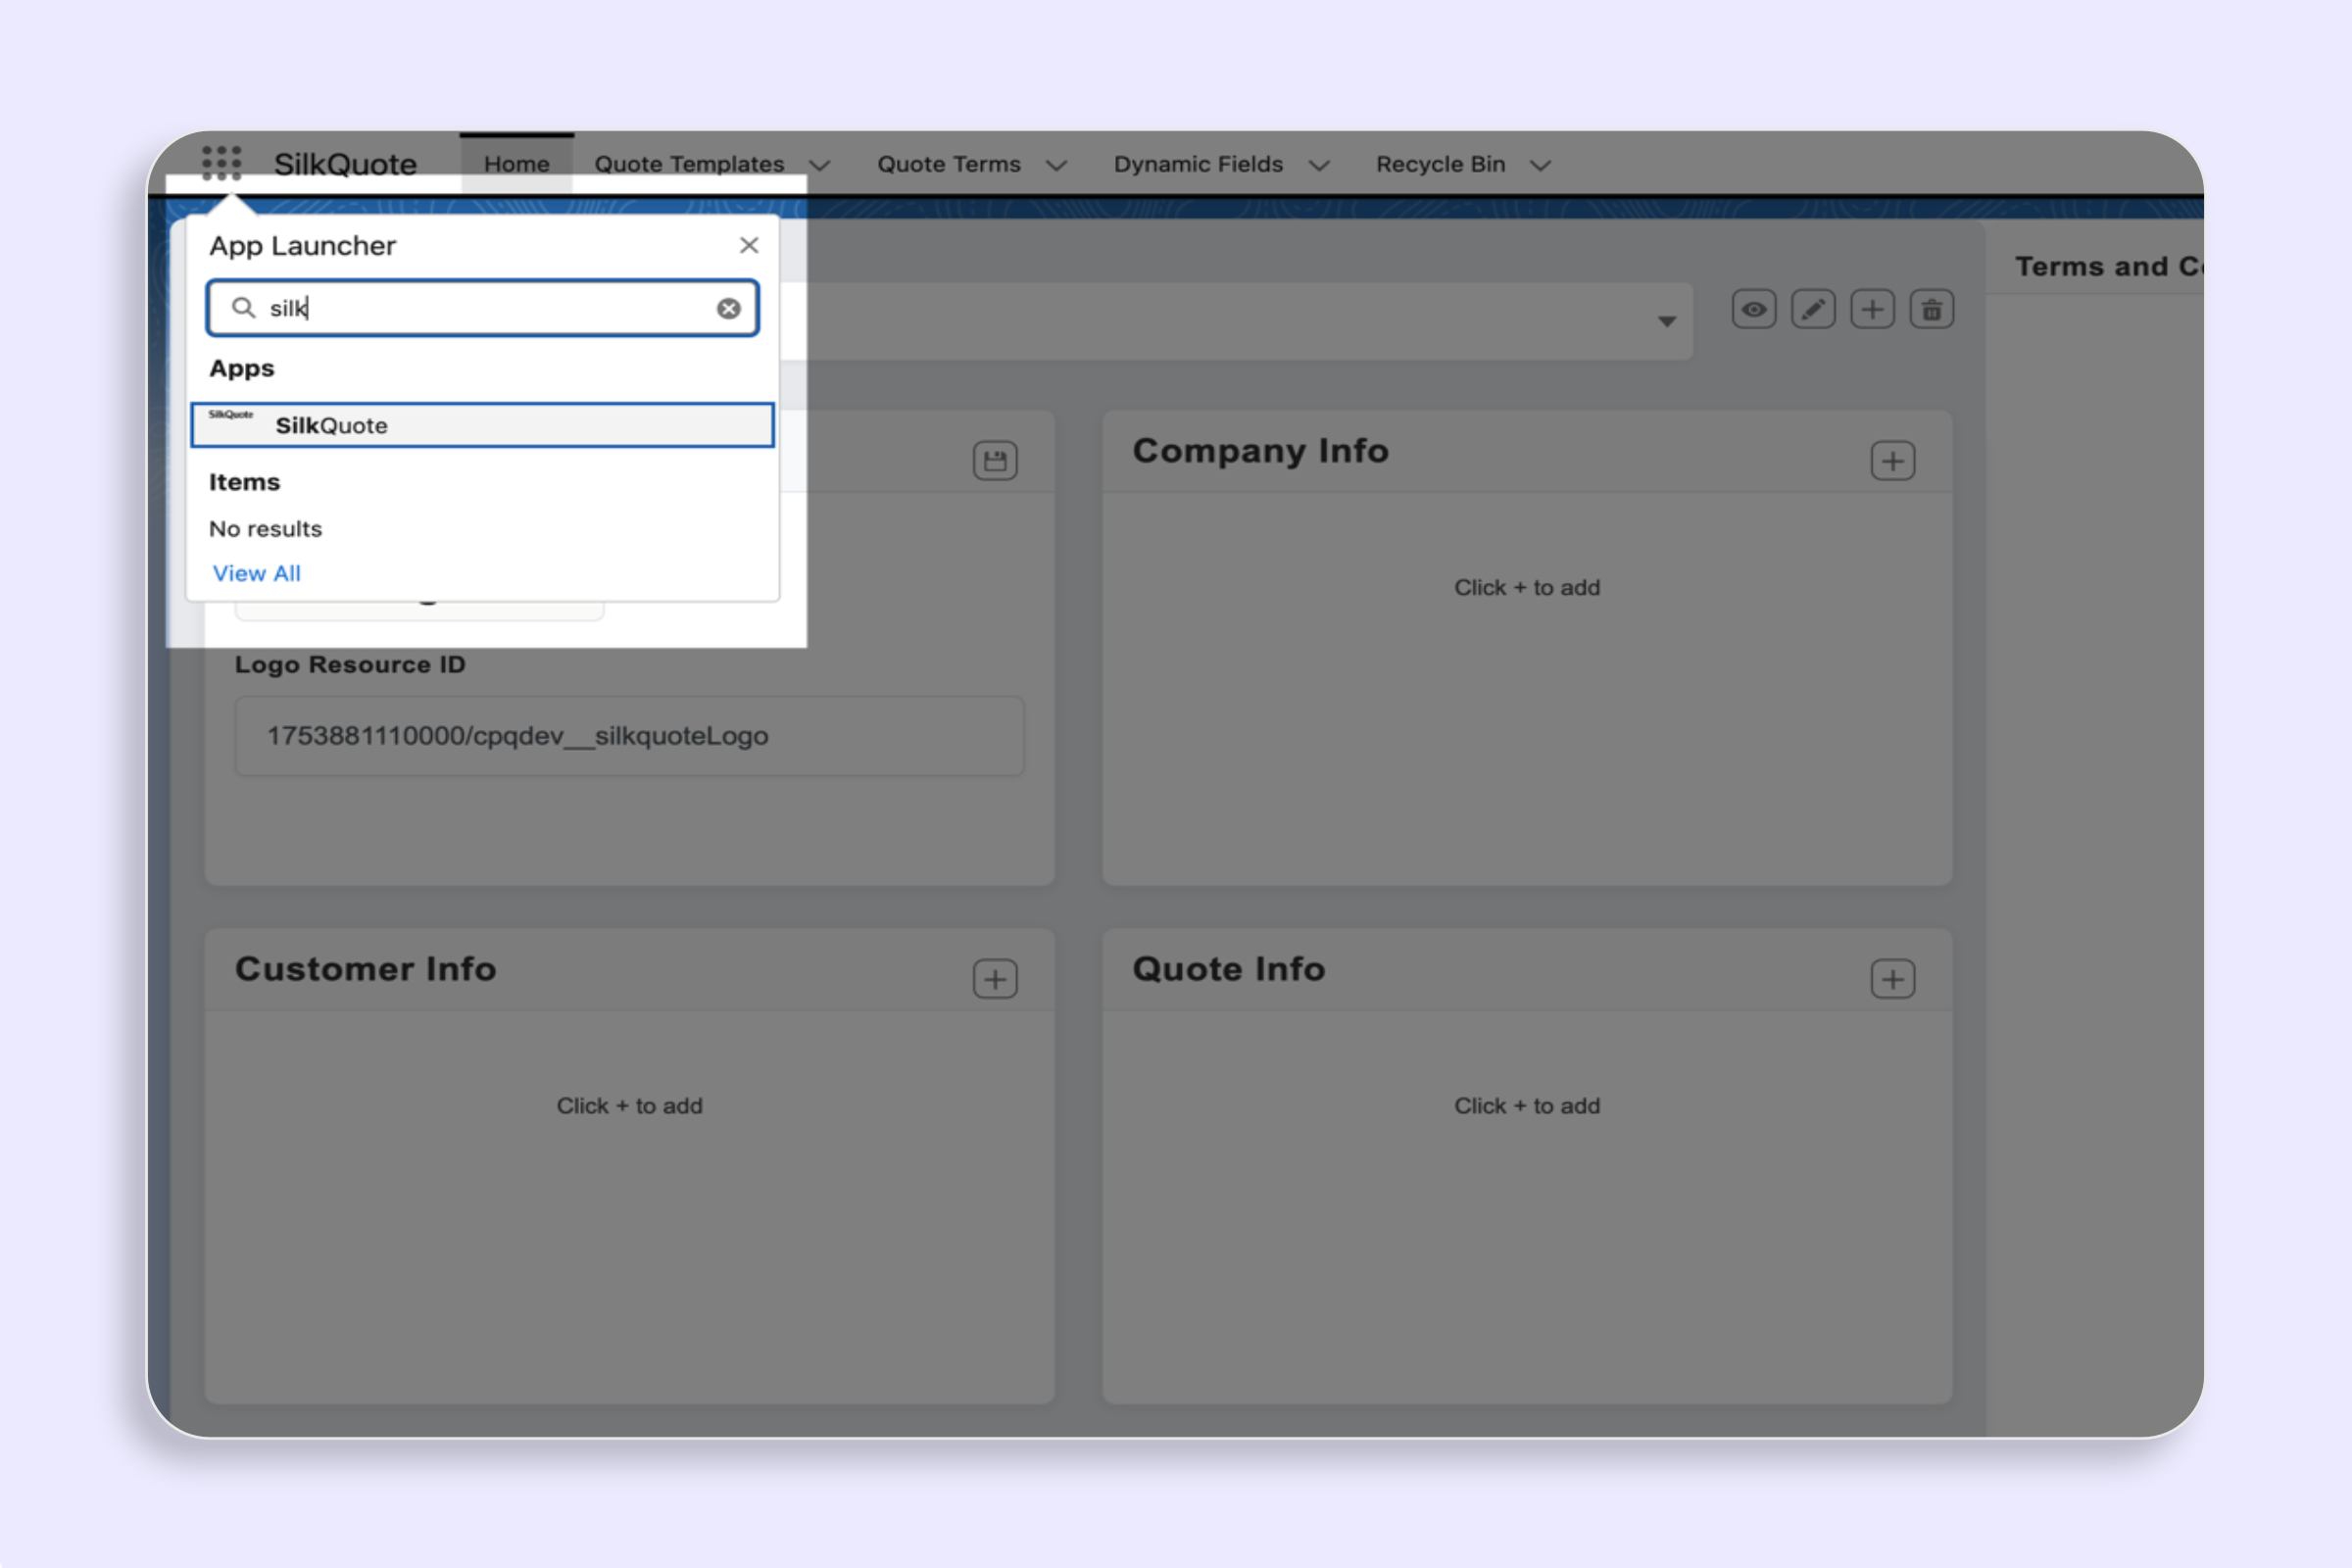 SilkQuote Home Quote Templates Quote Terms Dynamic Fields Recycle Bin
App Launcher
silk
Apps
SilkQuote SilkQuote
Items
No results
View All
Terms and Co
Logo Resource ID
1753881110000/cpqdev__silkquoteLogo
Company Info
Click + to add
Customer Info
Click + to add
Quote Info
Click + to add